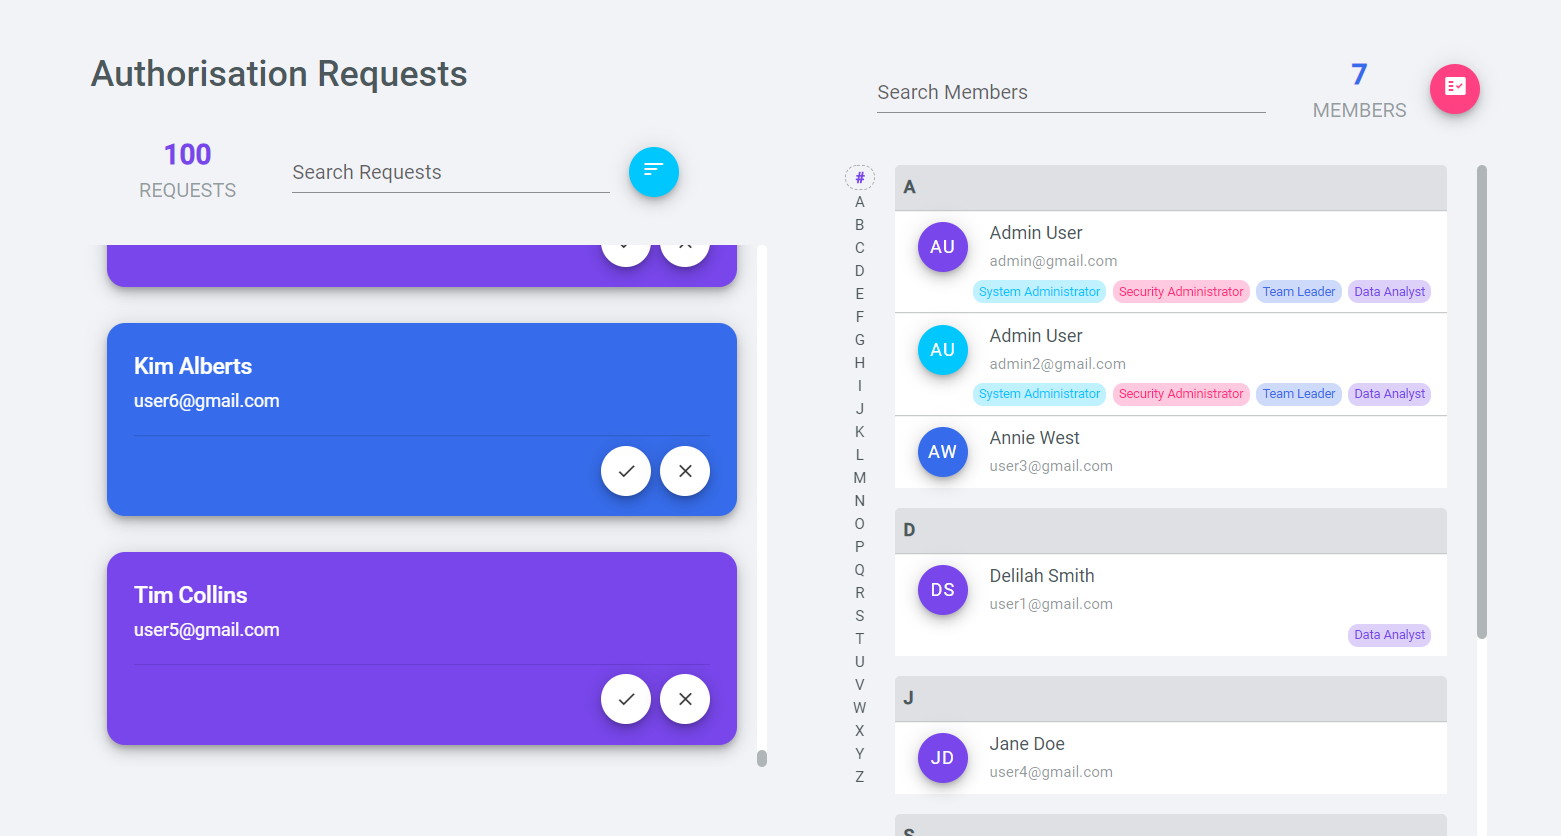 Authorisation Requests
100
REQUESTS
Search Requests
Kim Alberts
user6@gmail.com
Tim Collins
user5@gmail.com
Search Members
7
MEMBERS
#
A
B
C
D
E
F
G
H
I
J
K
L
M
N
O
P
Q
R
S
T
U
V
W
X
Y
Z
A
AU
Admin User
admin@gmail.com
System Administrator Security Administrator Team Leader Data Analyst
AU
Admin User
admin2@gmail.com
System Administrator Security Administrator Team Leader Data Analyst
AW
Annie West
user3@gmail.com
D
DS
Delilah Smith
user1@gmail.com
Data Analyst
J
JD
Jane Doe
user4@gmail.com
S